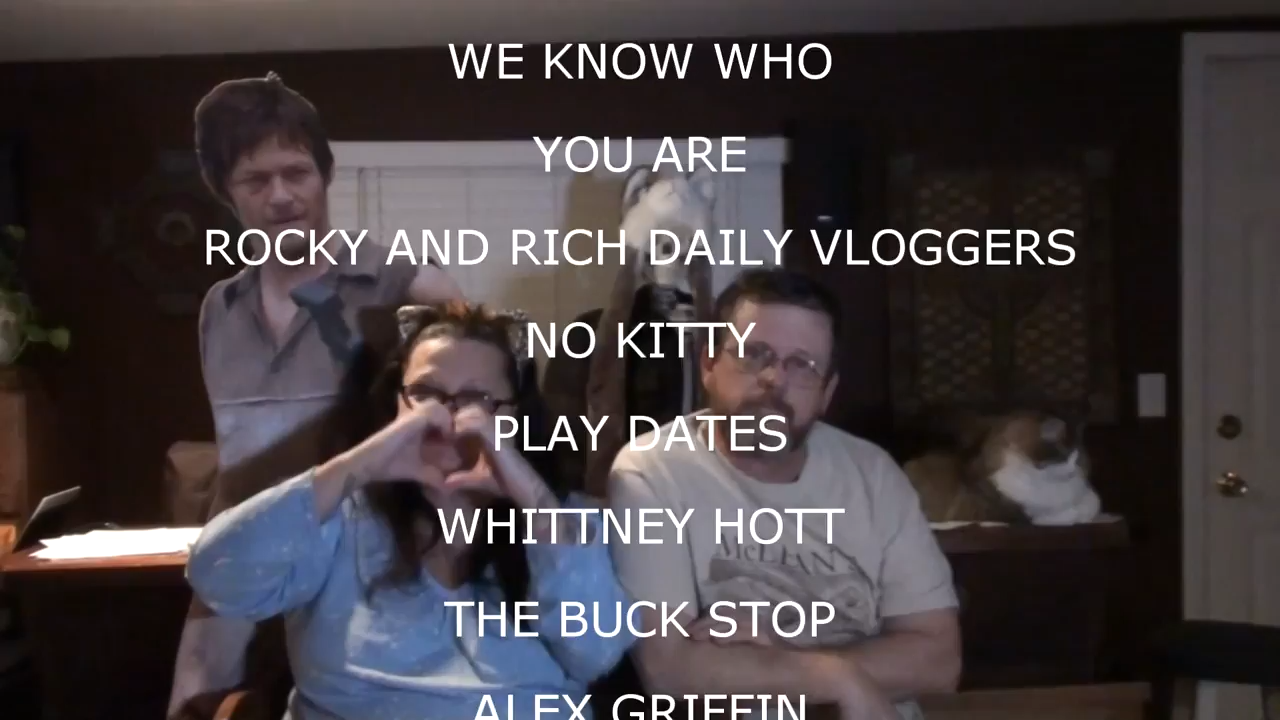 WE KNOW WHO
YOU ARE
ROCKY AND RICH DAILY VLOGGERS
NO KITTY
PLAY DATES
WHITTNEY HOTT
THE BUCK STOP
ALEX GRIFFIN
McLEAN